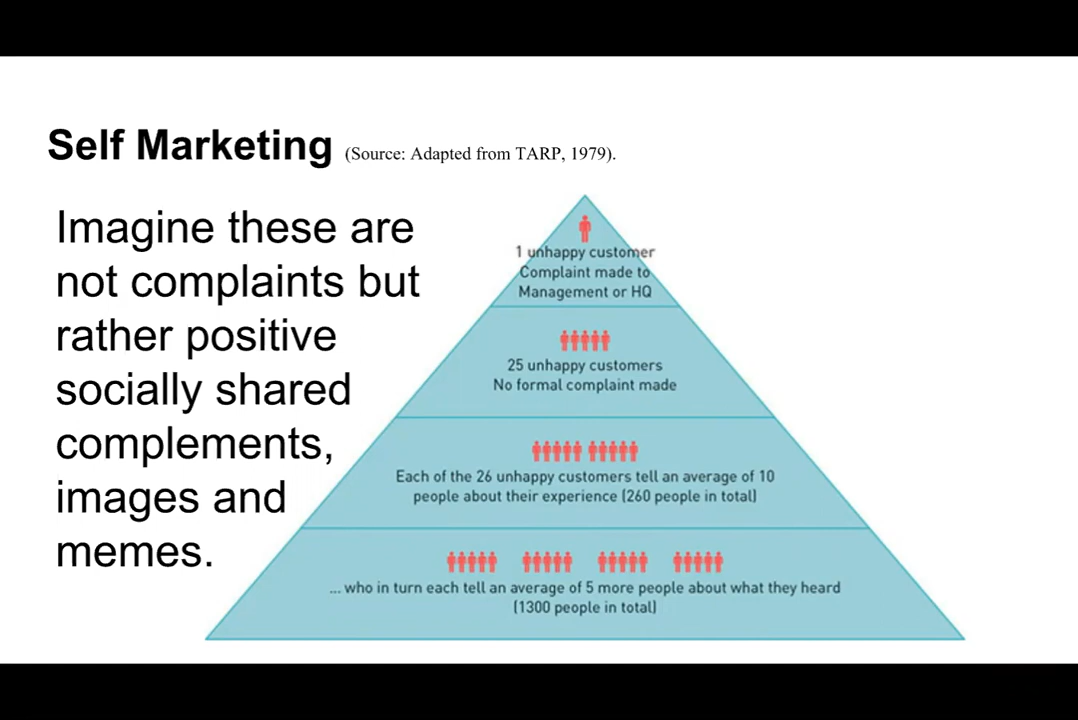 Self Marketing (Source: Adapted from TARP, 1979).
Imagine these are
not complaints but
rather positive
socially shared
complements,
images and
memes.
1 unhappy customer
Complaint made to
Management or HQ
25 unhappy customers
No formal complaint made
Each of the 26 unhappy customers tell an average of 10
people about their experience (260 people in total)
... who in turn each tell an average of 5 more people about what they heard
(1300 people in total)